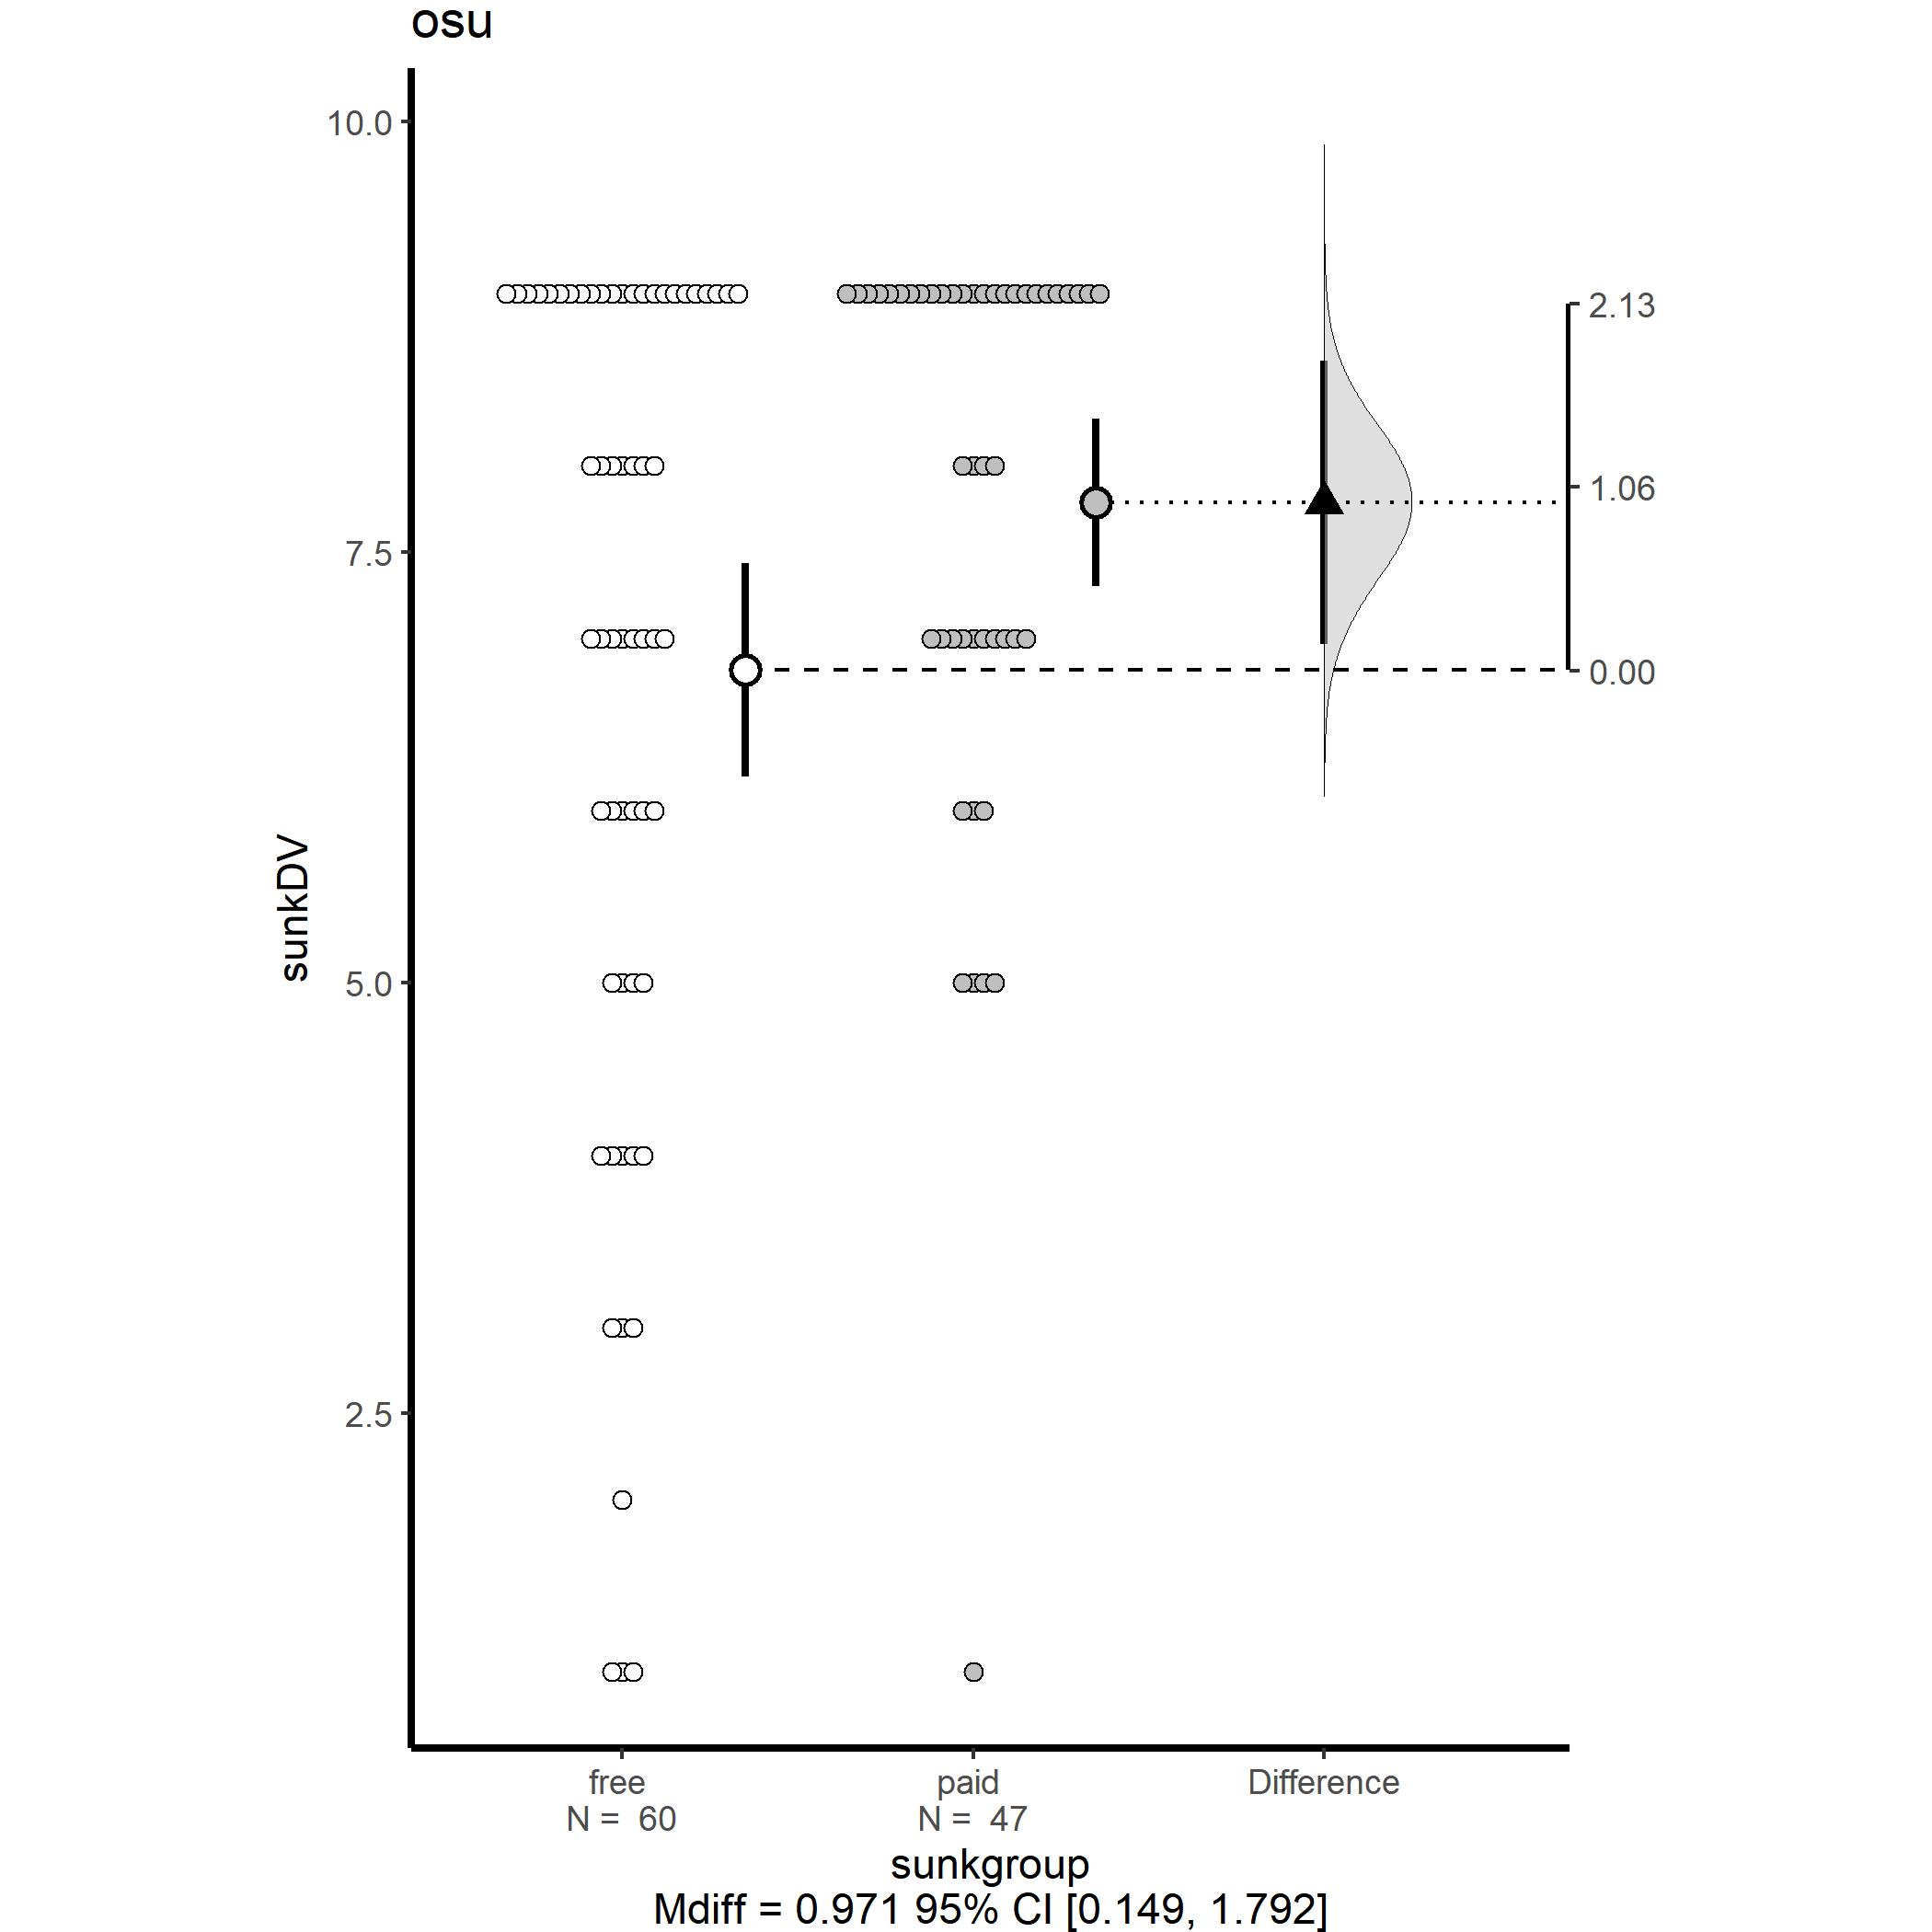 osu
10.0
7.5
5.0
2.5
sunkDV
2.13
1.06
0.00
free
N =  60
paid
N =  47
Difference
sunkgroup
Mdiff = 0.971 95% CI [0.149, 1.792]